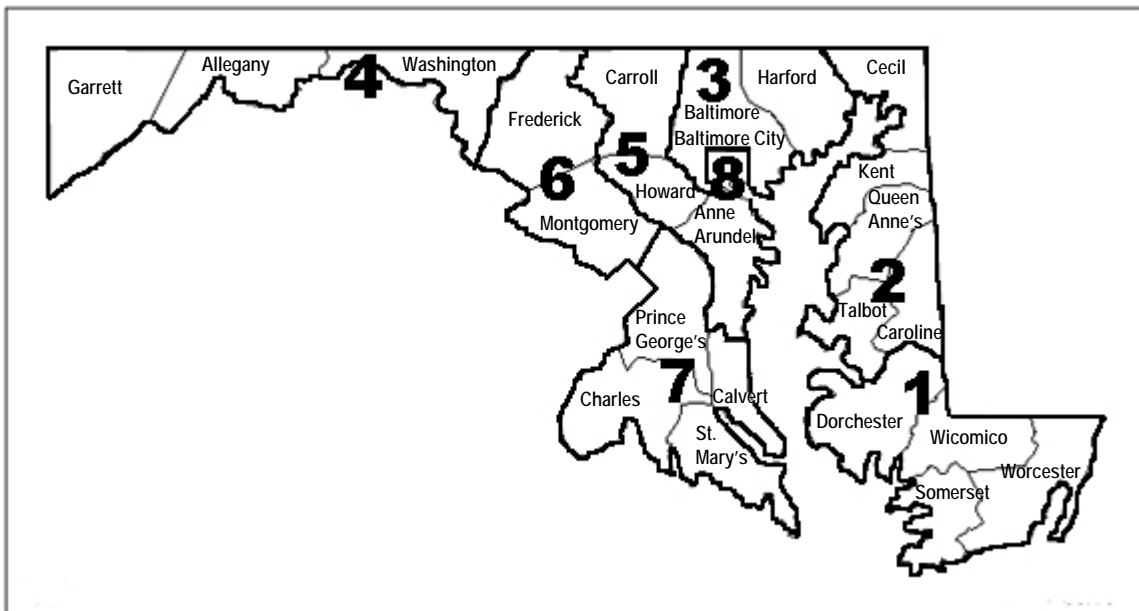 Garrett
Allegany
4
Washington
Frederick
Carroll
3
Harford
Cecil
Baltimore
Baltimore City
5
6
8
Howard
Montgomery
Anne
Arundel
Kent
Queen
Anne's
2
Talbot
Caroline
Prince
George's
7
Charles
Calvert
St.
Mary's
1
Dorchester
Wicomico
Worcester
Somerset